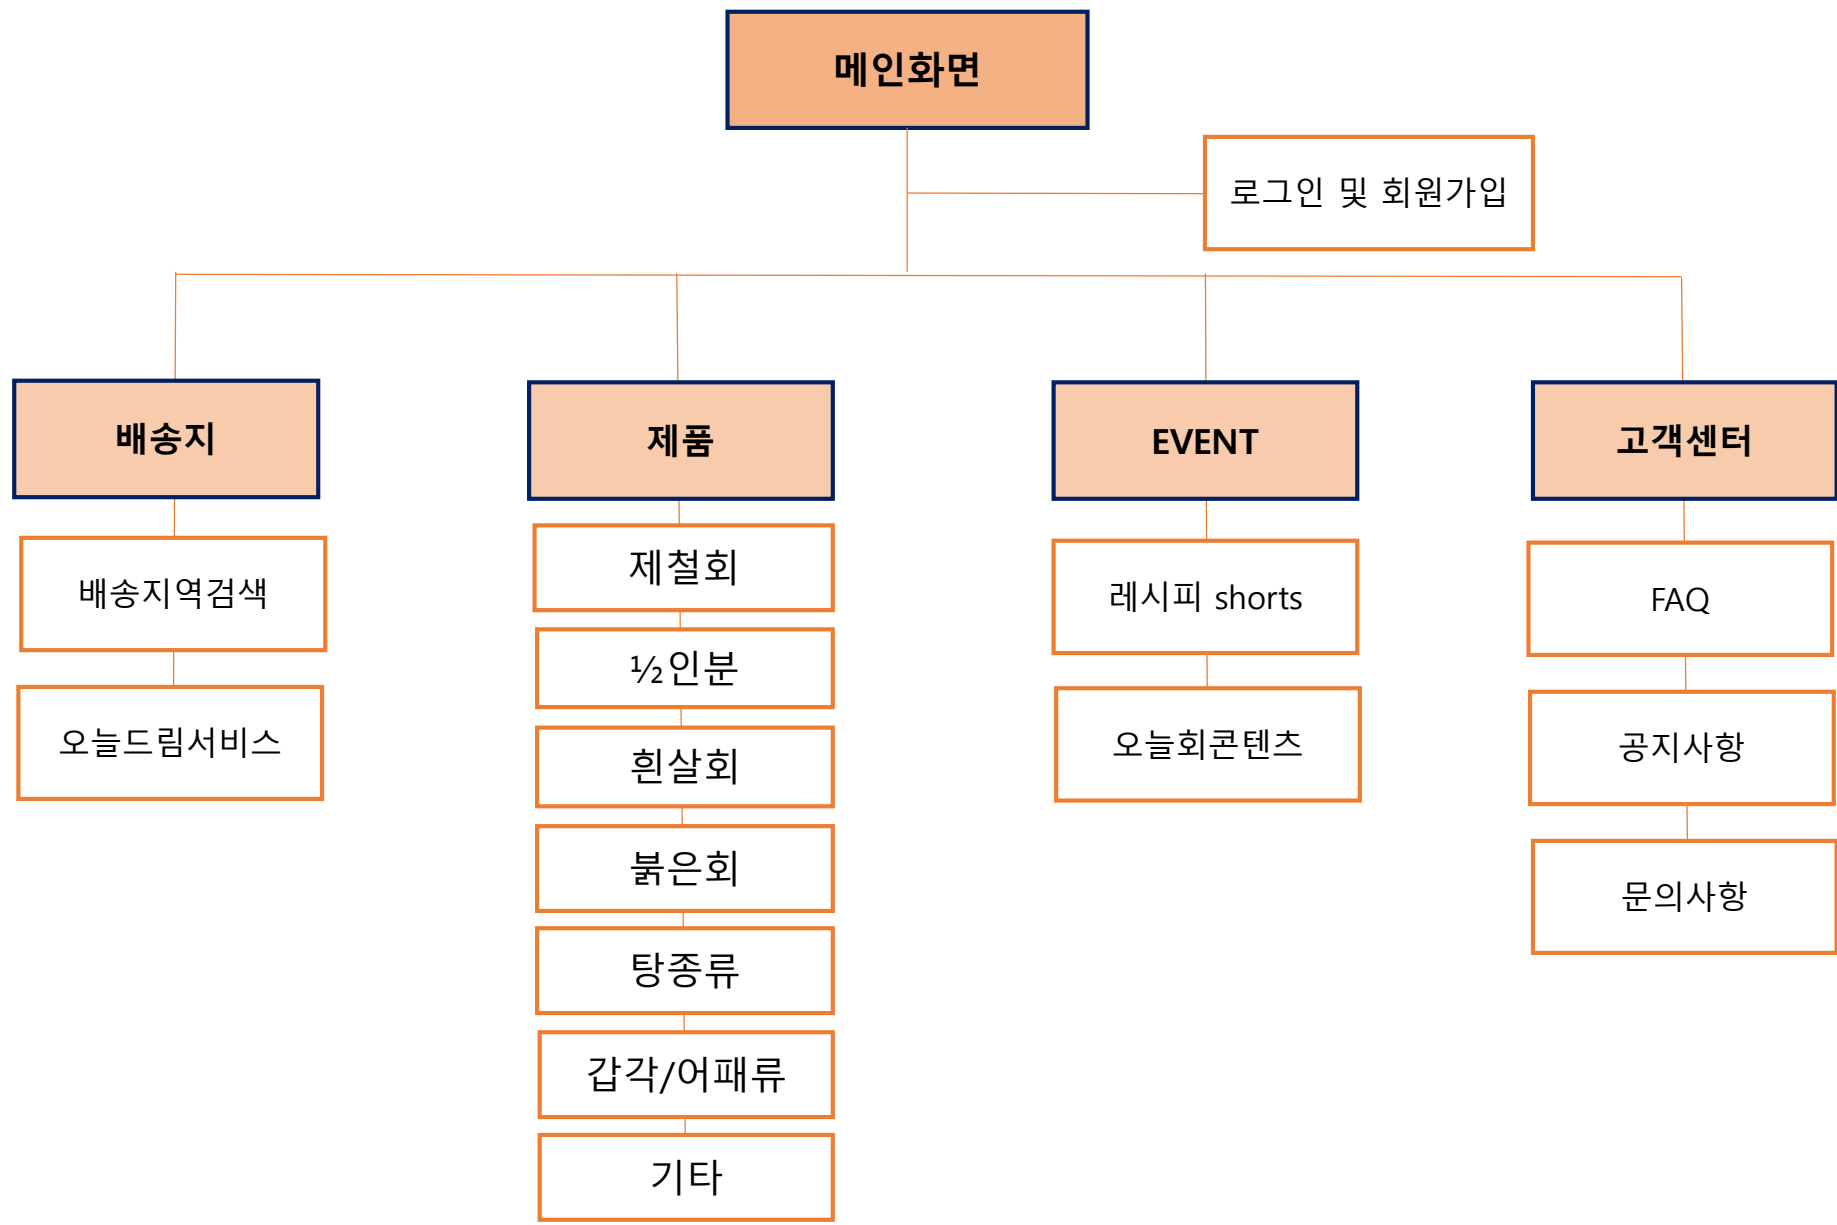 메인화면
로그인 및 회원가입
배송지
배송지역검색
오늘드림서비스
제품
제철회
½인분
흰살회
붉은회
탕종류
갑각/어패류
기타
EVENT
레시피 shorts
오늘회콘텐츠
고객센터
FAQ
공지사항
문의사항